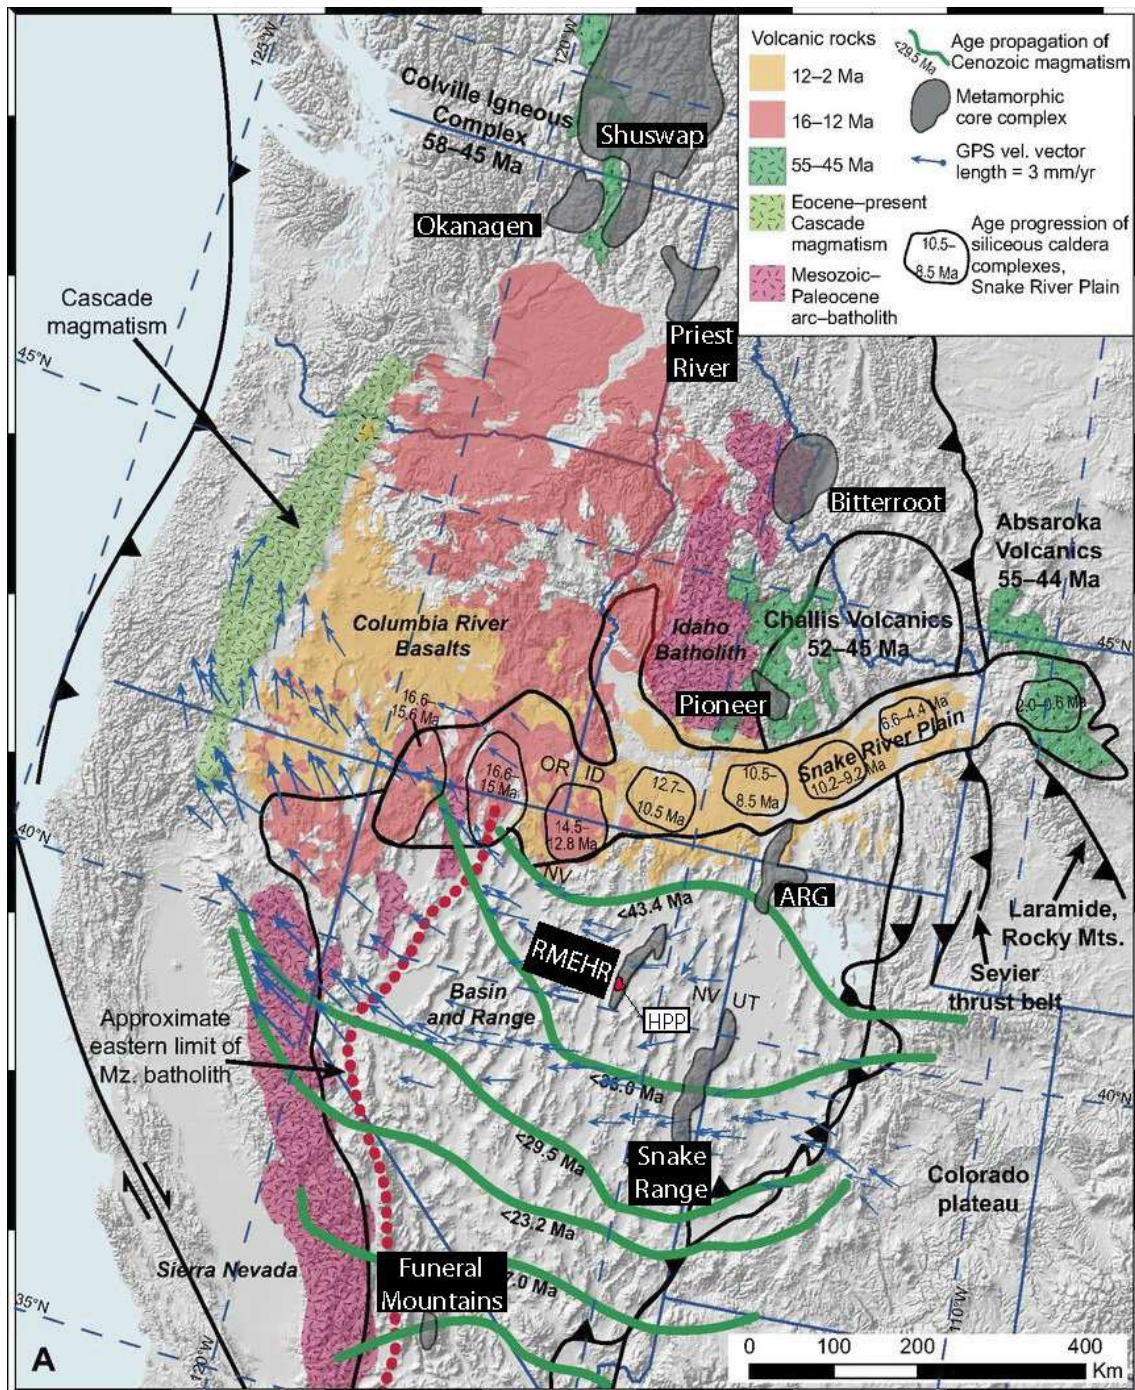 125°W
120°W
Colville Igneous
Complex
58–45 Ma
Shuswap
Okanagen
Priest
River
Volcanic rocks
12–2 Ma
16–12 Ma
55–45 Ma
Eocene–present
Cascade
magmatism
Mesozoic–
Paleocene
arc–batholith
<29.5 Ma
Age propagation of
Cenozoic magmatism
Metamorphic
core complex
GPS vel. vector
length = 3 mm/yr
10.5–
8.5 Ma
Age progression of
siliceous caldera
complexes,
Snake River Plain
Cascade
magmatism
45°N
Bitterroot
Absaroka
Volcanics
55–44 Ma
Columbia River
Basalts
Idaho
Batholith
Challis Volcanics
52–45 Ma
45°N
Pioneer
16.6–
15.6 Ma
16.6–
15 Ma
OR
ID
14.5–
12.8 Ma
12.7–
10.5 Ma
10.5–
8.5 Ma
10.2–9.2 Ma
6.6–4.4 Ma
2.0–0.6 Ma
Snake River Plain
40°N
NV
<43.4 Ma
ARG
Laramide,
Rocky Mts.
Sevier
thrust belt
RMEHR
HPP
NV
UT
Basin
and Range
Approximate
eastern limit of
Mz. batholith
40°N
<29.5 Ma
Snake
Range
Colorado
plateau
<23.2 Ma
Sierra Nevada
Funeral
Mountains
7.0 Ma
35°N
120°W
110°W
A
0 100 200 400
Km